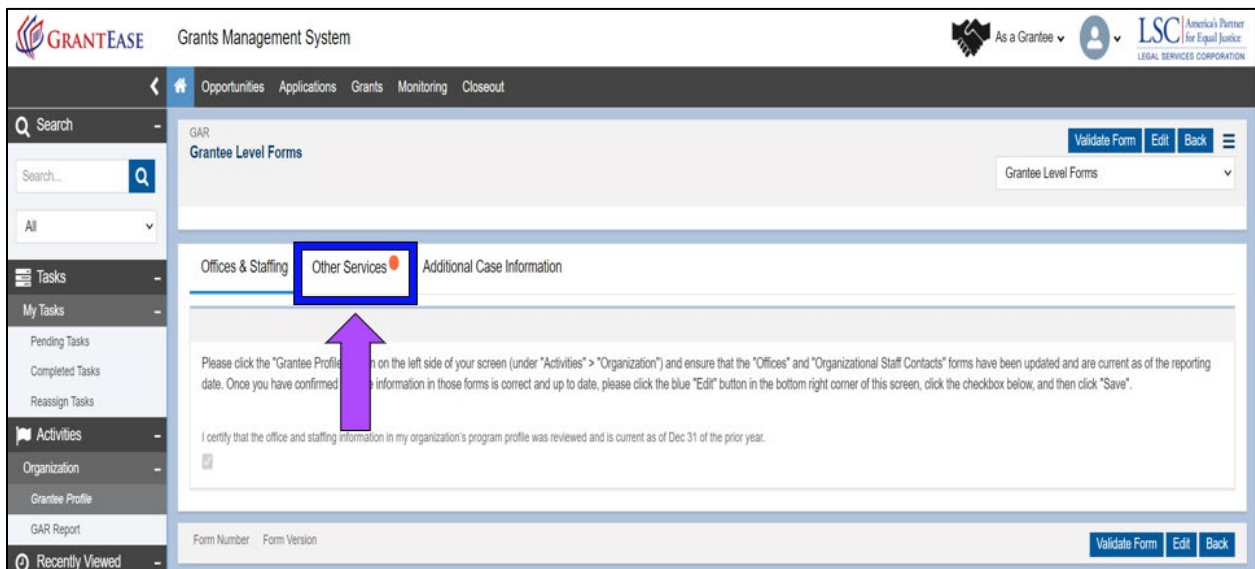 GRANTEASE
Grants Management System
As a Grantee
LSC America's Partner for Equal Justice
LEGAL SERVICES CORPORATION
Opportunities Applications Grants Monitoring Closeout
Search
Search...
All
Tasks
My Tasks
Pending Tasks
Completed Tasks
Reassign Tasks
Activities
Organization
Grantee Profile
GAR Report
Recently Viewed
GAR
Grantee Level Forms
Validate Form Edit Back
Grantee Level Forms
Offices & Staffing Other Services Additional Case Information
Please click the "Grantee Profile on the left side of your screen (under "Activities" > "Organization") and ensure that the "Offices" and "Organizational Staff Contacts" forms have been updated and are current as of the reporting
date. Once you have confirmed information in those forms is correct and up to date, please click the blue "Edit" button in the bottom right corner of this screen, click the checkbox below, and then click "Save".
I certify that the office and staffing information in my organization's program profile was reviewed and is current as of Dec 31 of the prior year.
Form Number Form Version
Validate Form Edit Back